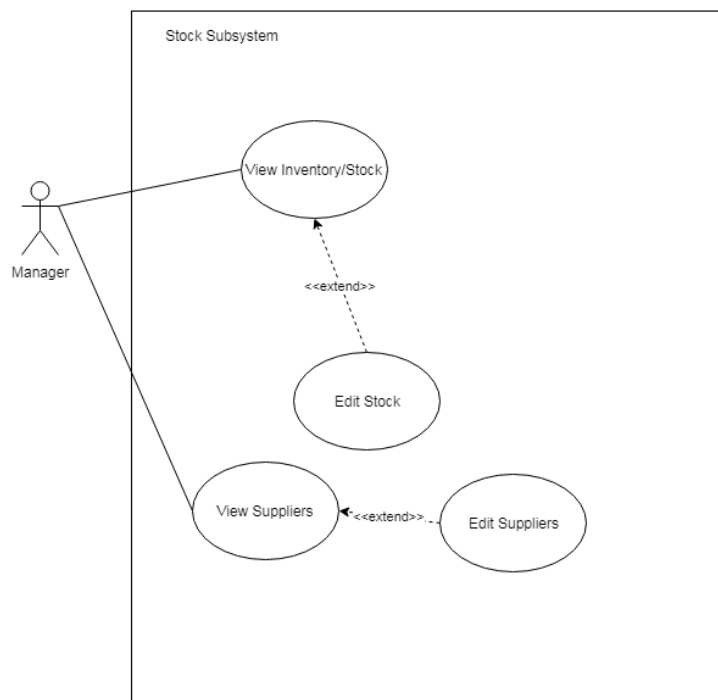 Stock Subsystem
View Inventory/Stock
Manager
<<extend>>
Edit Stock
View Suppliers
<<extend>>
Edit Suppliers